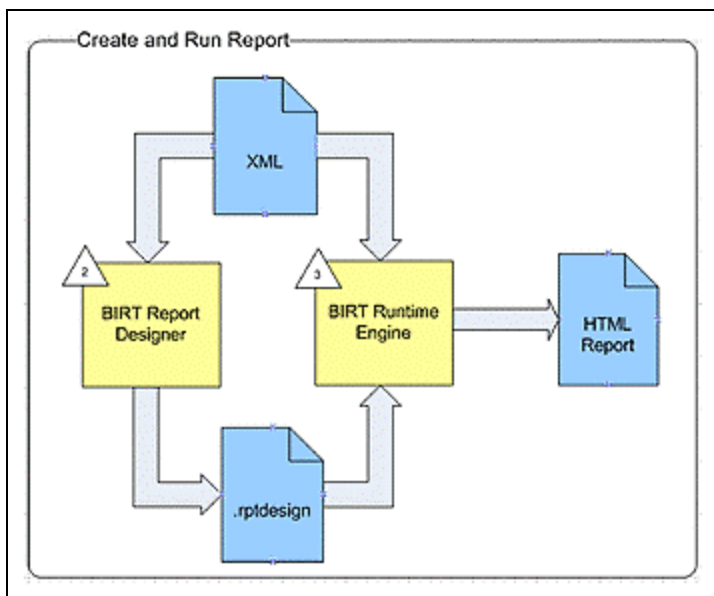 Create and Run Report
XML
2
BIRT Report
Designer
3
BIRT Runtime
Engine
HTML
Report
.rptdesign